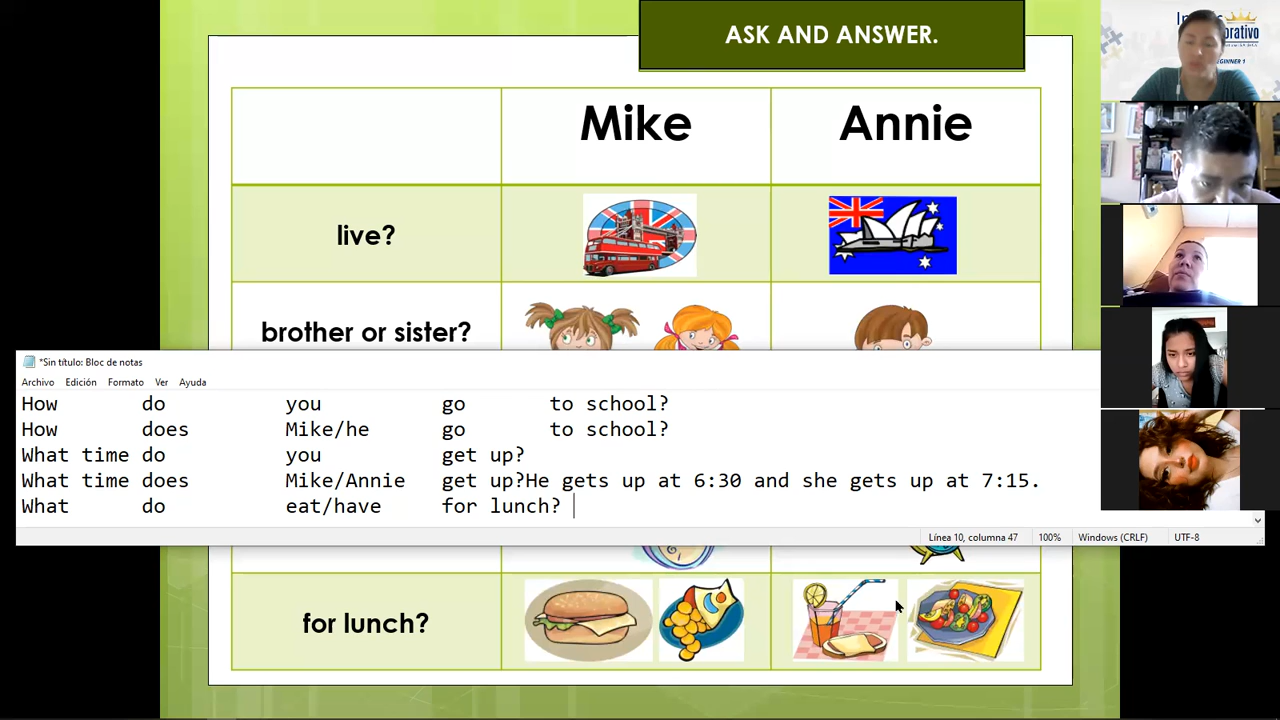 ASK AND ANSWER.
Mike Annie
live?
brother or sister?
*Sin título: Bloc de notas
Archivo Edición Formato Ver Ayuda
How do you go to school?
How does Mike/he go to school?
What time do you get up?
What time does Mike/Annie get up?He gets up at 6:30 and she gets up at 7:15.
What do eat/have for lunch?
Línea 10, columna 47 100% Windows (CRLF) UTF-8
for lunch?